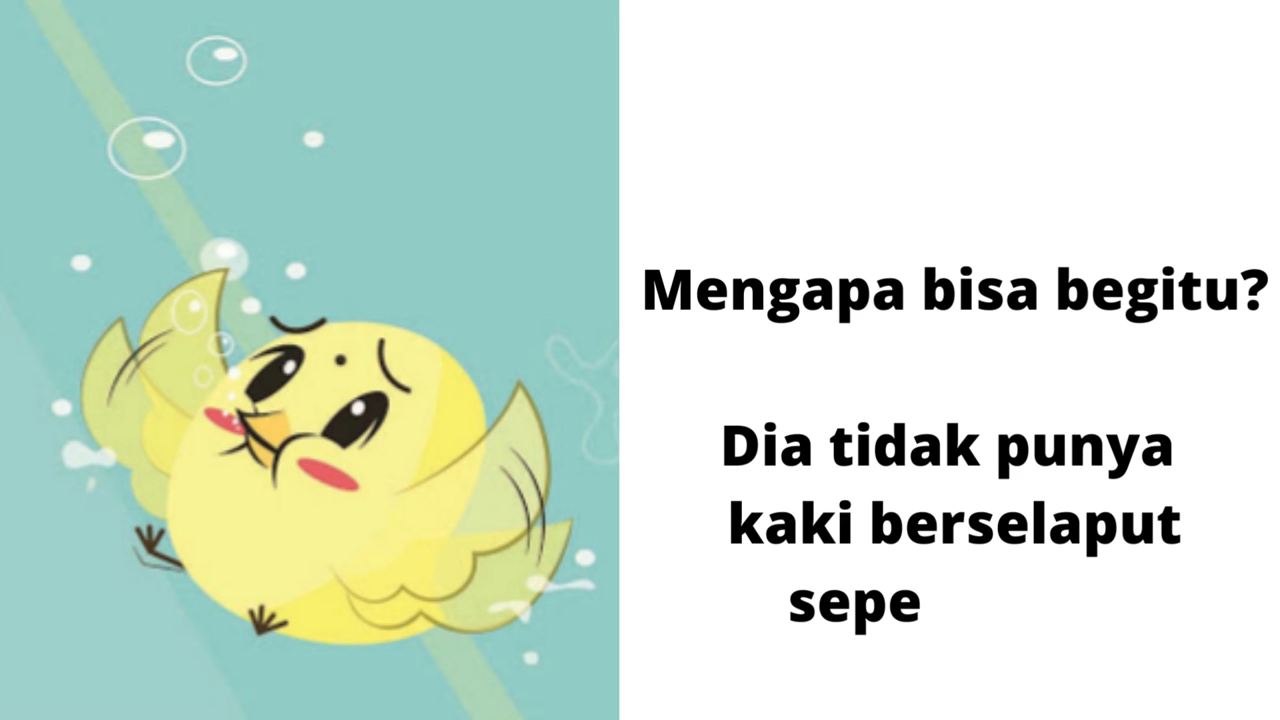 Mengapa bisa begitu?
Dia tidak punya
kaki berselaput
sepe